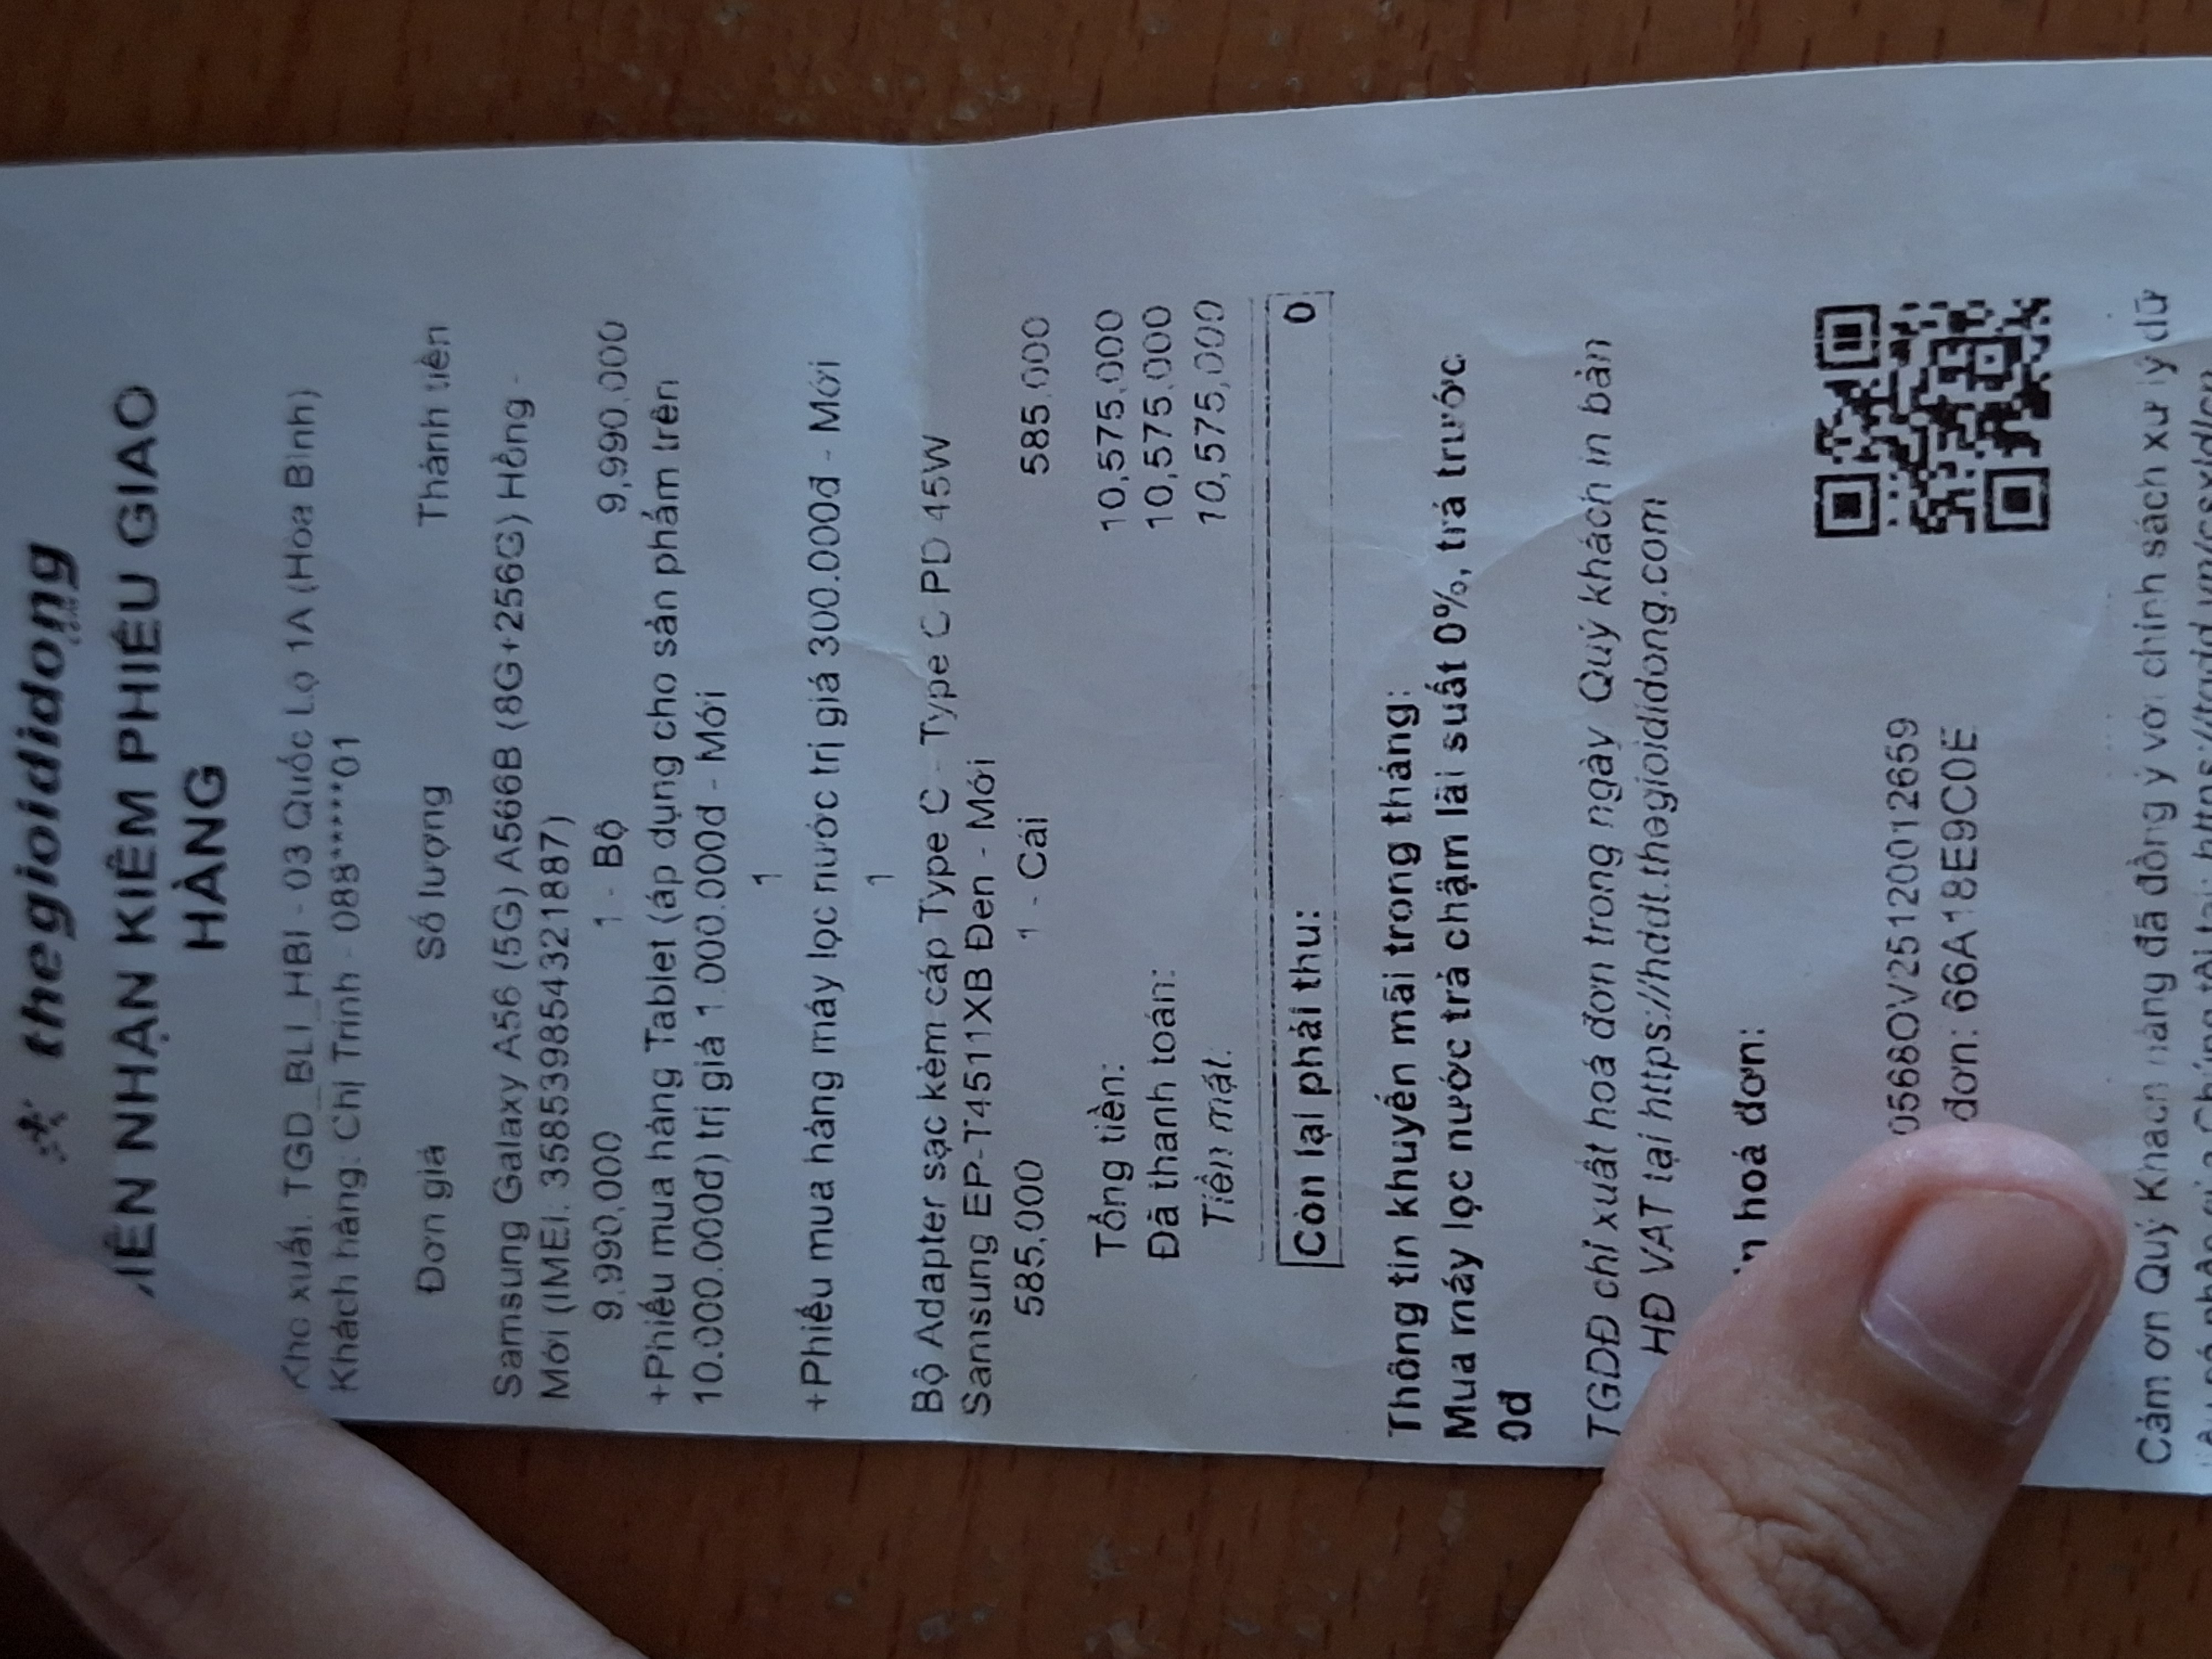 thegioididong
BIÊN NHẬN KIÊM PHIẾU GIAO
HÀNG
Kho xuất: TGD_BLI_HBI - 03 Quốc Lộ 1A (Hòa Bình)
Khách hàng: Chị Trinh - 088*****01
Đơn giá Số lượng Thành tiền
Samsung Galaxy A56 (5G) A566B (8G+256G) Hồng -
Mới (IMEI: 358539854321887)
9,990,000 1 - Bộ 9,990,000
+Phiếu mua hàng Tablet (áp dụng cho sản phẩm trên
10.000.000đ) trị giá 1.000.000đ - Mới
1
+Phiếu mua hàng máy lọc nước trị giá 300.000đ - Mới
1
Bộ Adapter sạc kèm cáp Type C - Type C PD 45W
Samsung EP-T4511XB Đen - Mới
585,000 1 - Cái 585,000
Tổng tiền: 10,575,000
Đã thanh toán: 10,575,000
Tiền mặt: 10,575,000
Còn lại phải thu: 0
Thông tin khuyến mãi trong tháng:
Mua máy lọc nước trả chậm lãi suất 0%, trả trước
0đ
TGDĐ chỉ xuất hoá đơn trong ngày Quý khách in bản
HĐ VAT tại https://hddt.thegioididong.com
hoá đơn:
0568OV25120012659
đơn: 66A18E9C0E
Cảm ơn Quý Khách hàng đã đồng ý với chính sách xử lý dữ